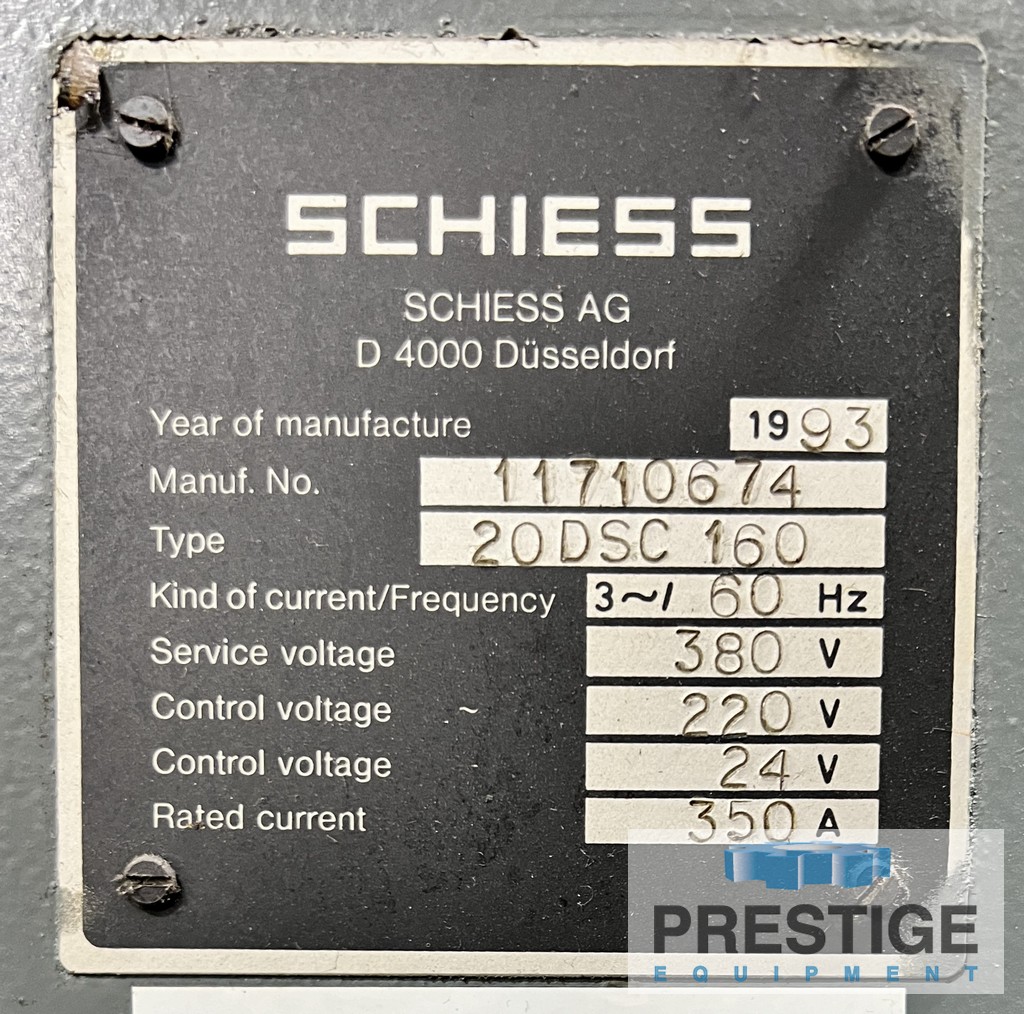 SCHIESS
SCHIESS AG
D 4000 Düsseldorf
Year of manufacture 1993
Manuf. No. 11710674
Type 20DSC 160
Kind of current/Frequency 3~/ 60 Hz
Service voltage 380 V
Control voltage ~ 220 V
Control voltage 24 V
Rated current 350 A
PRESTIGE
EQUIPMENT